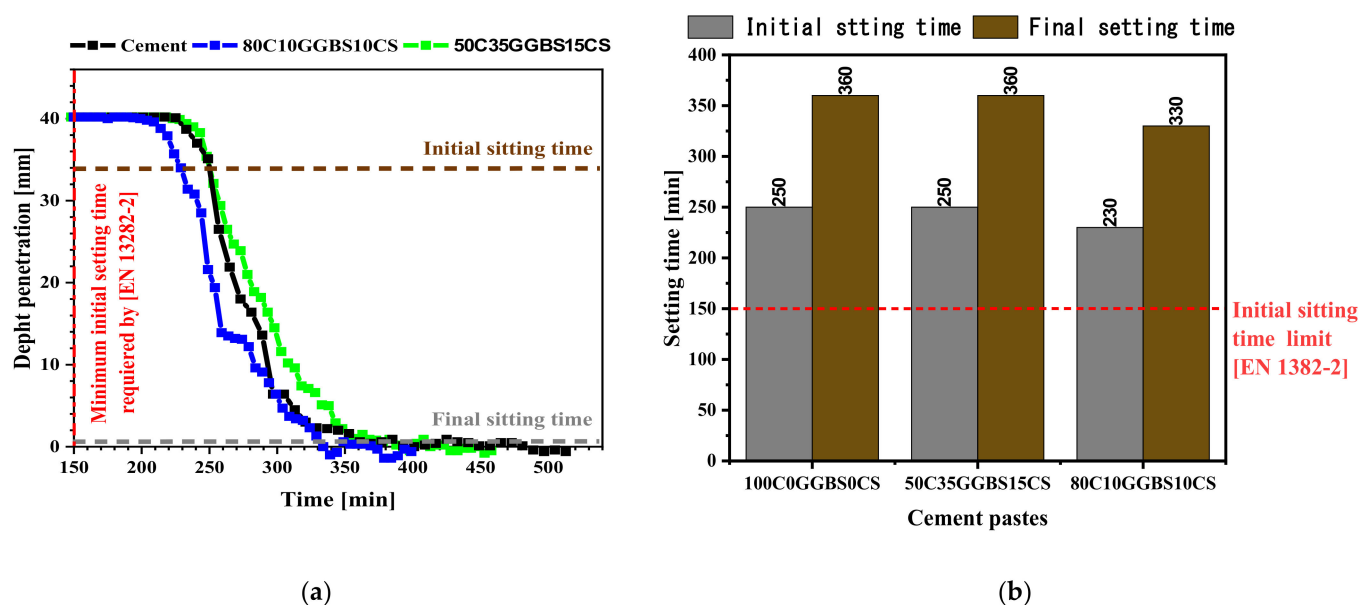 Cement 80C10GGBS10CS 50C35GGBS15CS
Depht penetration [mm]
40
30
20
10
0
Minimum initial setting time
requiered by [EN 13282-2]
Initial sitting time
Final sitting time
150 200 250 300 350 400 450 500
Time [min]
(a)
Initial stting time Final setting time
Setting time [min]
400
350
300
250
200
150
100
50
0
250 360 250 360 230 330
Initial sitting
time limit
[EN 1382-2]
100C0GGBS0CS 50C35GGBS15CS 80C10GGBS10CS
Cement pastes
(b)